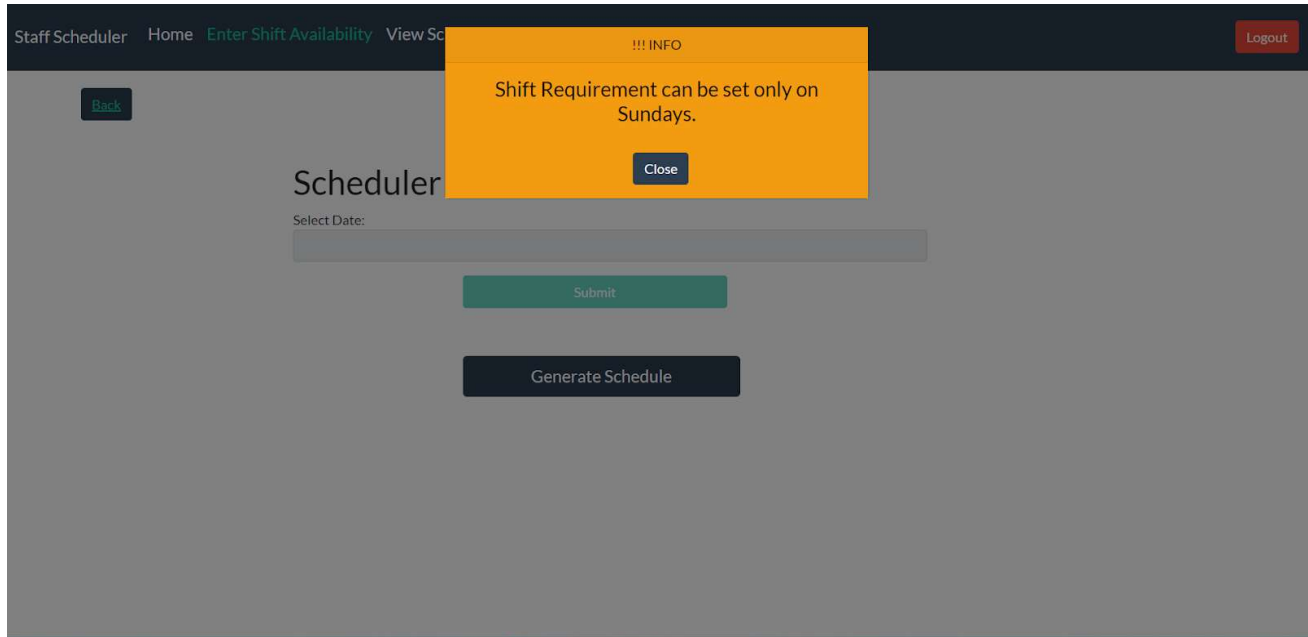 Staff Scheduler Home Enter Shift Availability View Sc
Logout
!!! INFO
Shift Requirement can be set only on
Sundays.
Close
Back
Scheduler
Select Date:
Submit
Generate Schedule